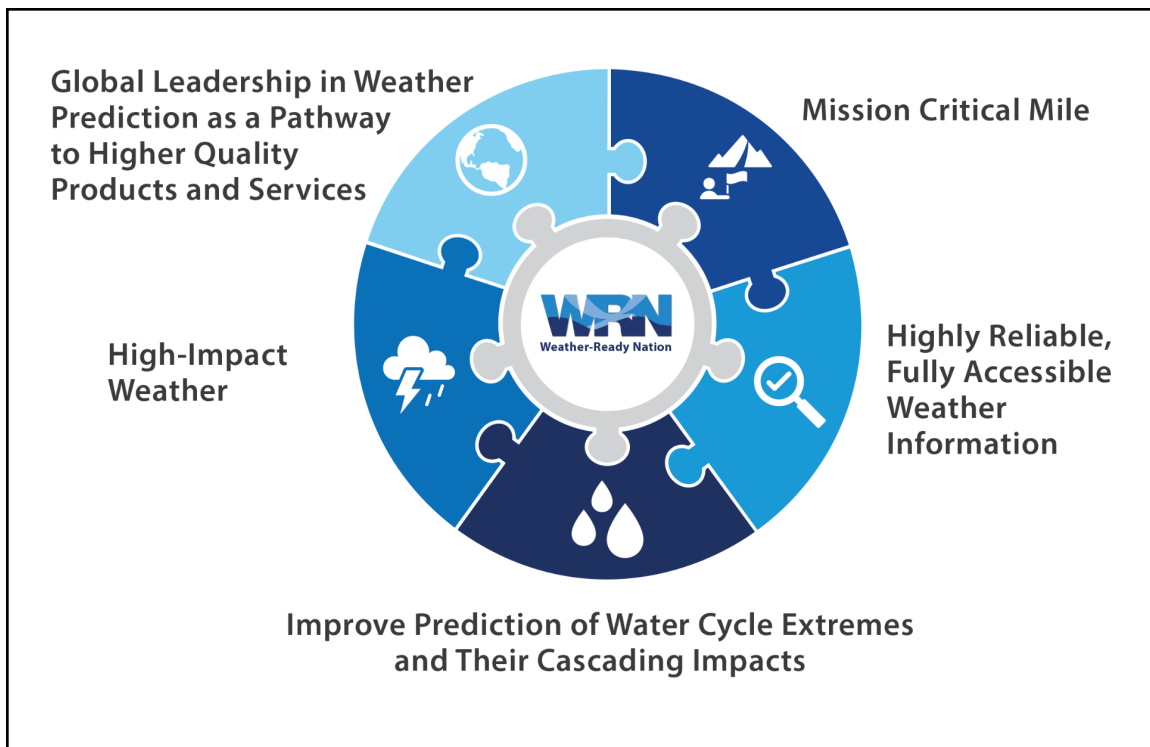 Global Leadership in Weather
Prediction as a Pathway
to Higher Quality
Products and Services
Mission Critical Mile
High-Impact
Weather
WRN
Weather-Ready Nation
Highly Reliable,
Fully Accessible
Weather
Information
Improve Prediction of Water Cycle Extremes
and Their Cascading Impacts